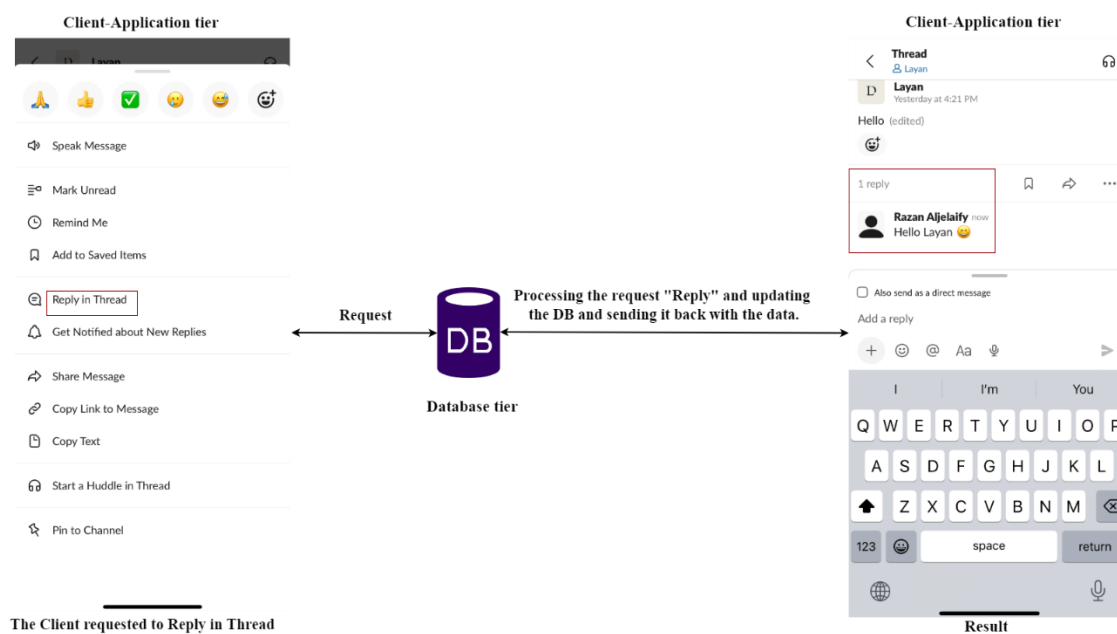 Client-Application tier
D Layan
Speak Message
Mark Unread
Remind Me
Add to Saved Items
Reply in Thread
Get Notified about New Replies
Share Message
Copy Link to Message
Copy Text
Start a Huddle in Thread
Pin to Channel
The Client requested to Reply in Thread
Request
DB
Database tier
Processing the request "Reply" and updating
the DB and sending it back with the data.
Client-Application tier
Thread
Layan
D Layan
Yesterday at 4:21 PM
Hello (edited)
1 reply
Razan Aljelaify now
Hello Layan 😄
Also send as a direct message
Add a reply
@ Aa
I I'm You
Q W E R T Y U I O P
A S D F G H J K L
Z X C V B N M
123 space return
Result